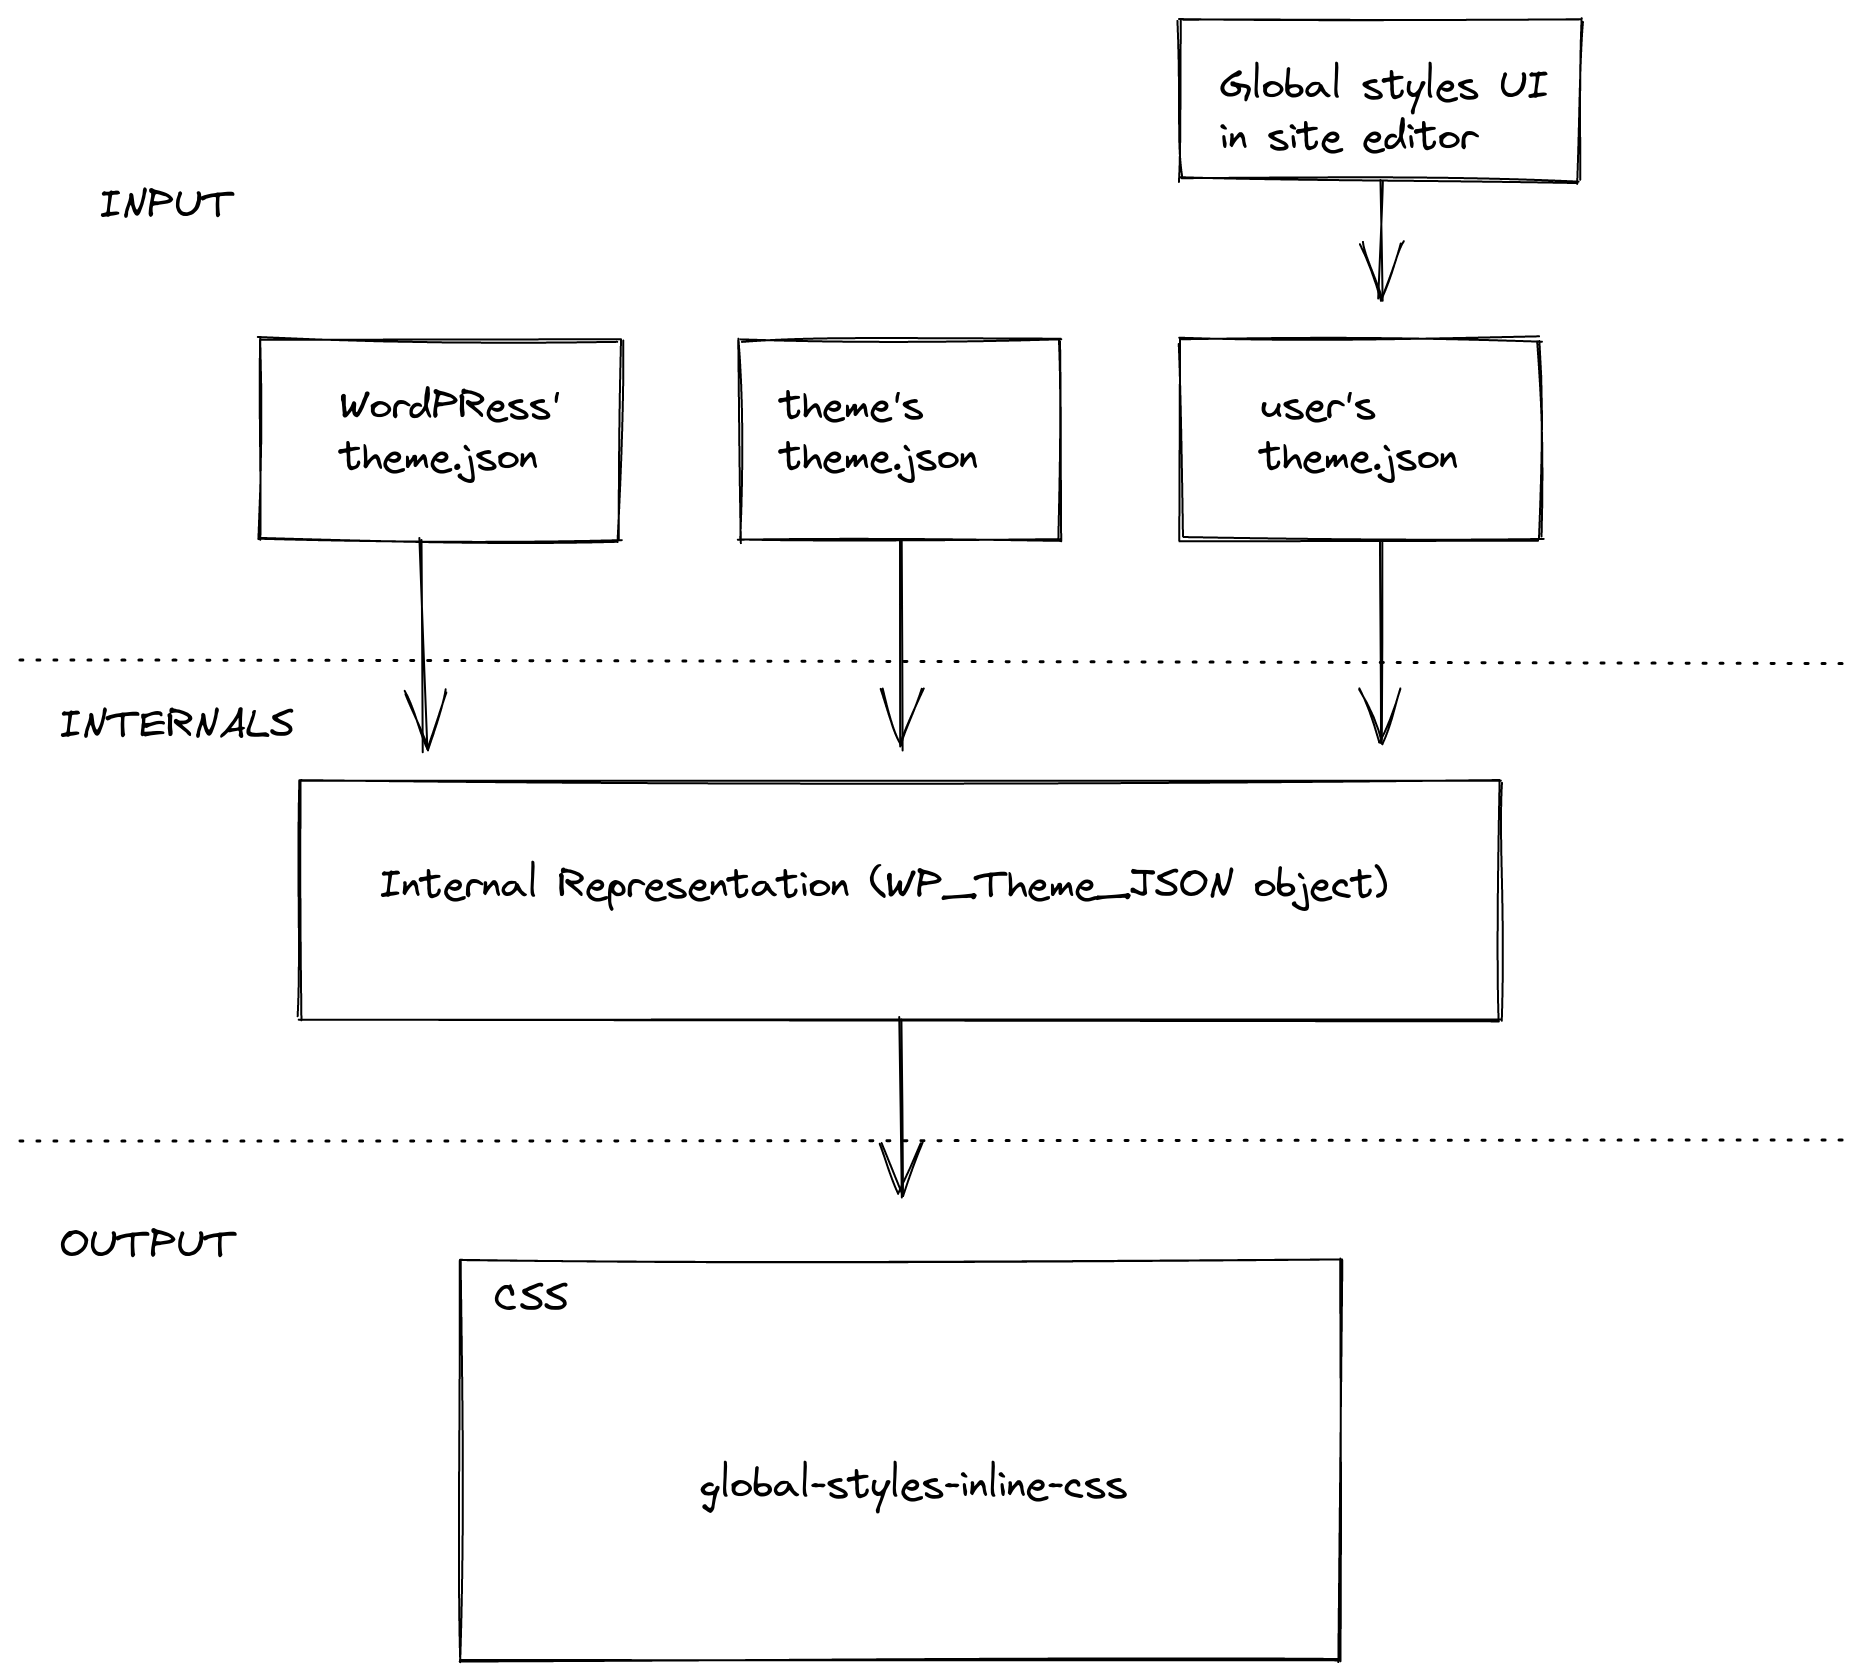 Global styles UI
in site editor
INPUT
WordPRess'
theme.json
theme's
theme.json
user's
theme.json
INTERNALS
Internal Representation (WP_Theme_JSON object)
OUTPUT
CSS
global-styles-inline-css